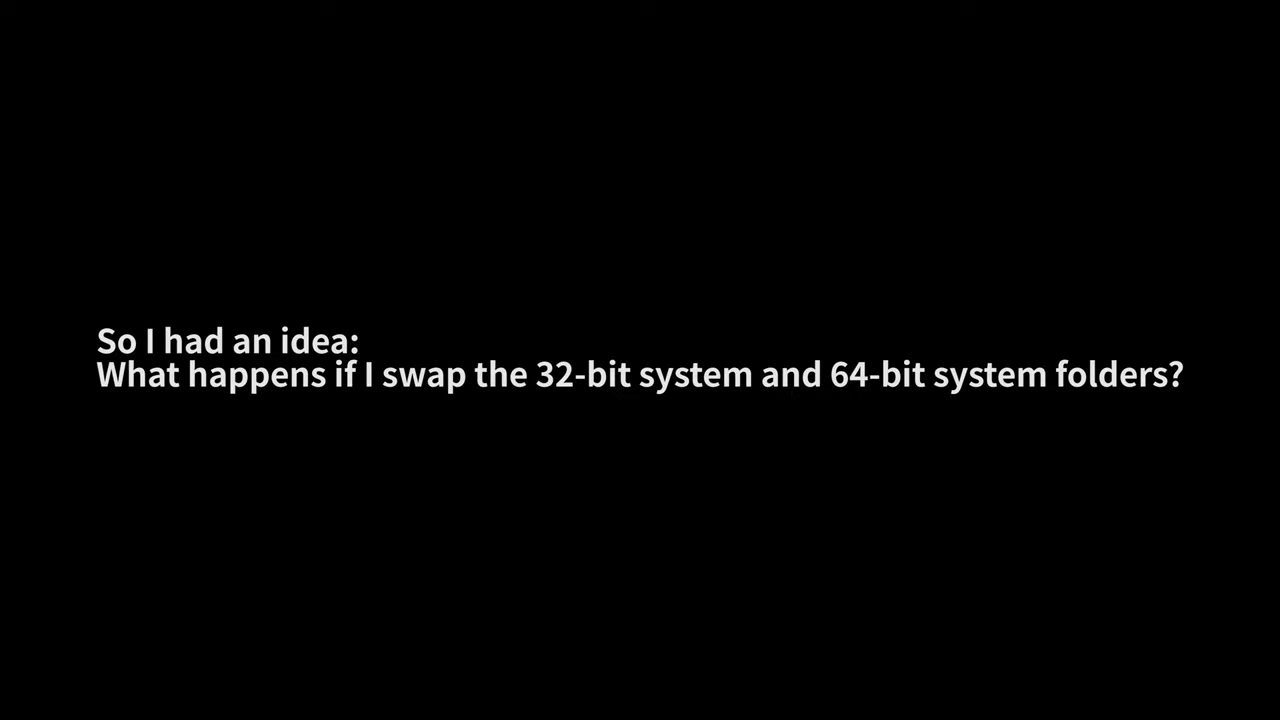 So I had an idea:
What happens if I swap the 32-bit system and 64-bit system folders?